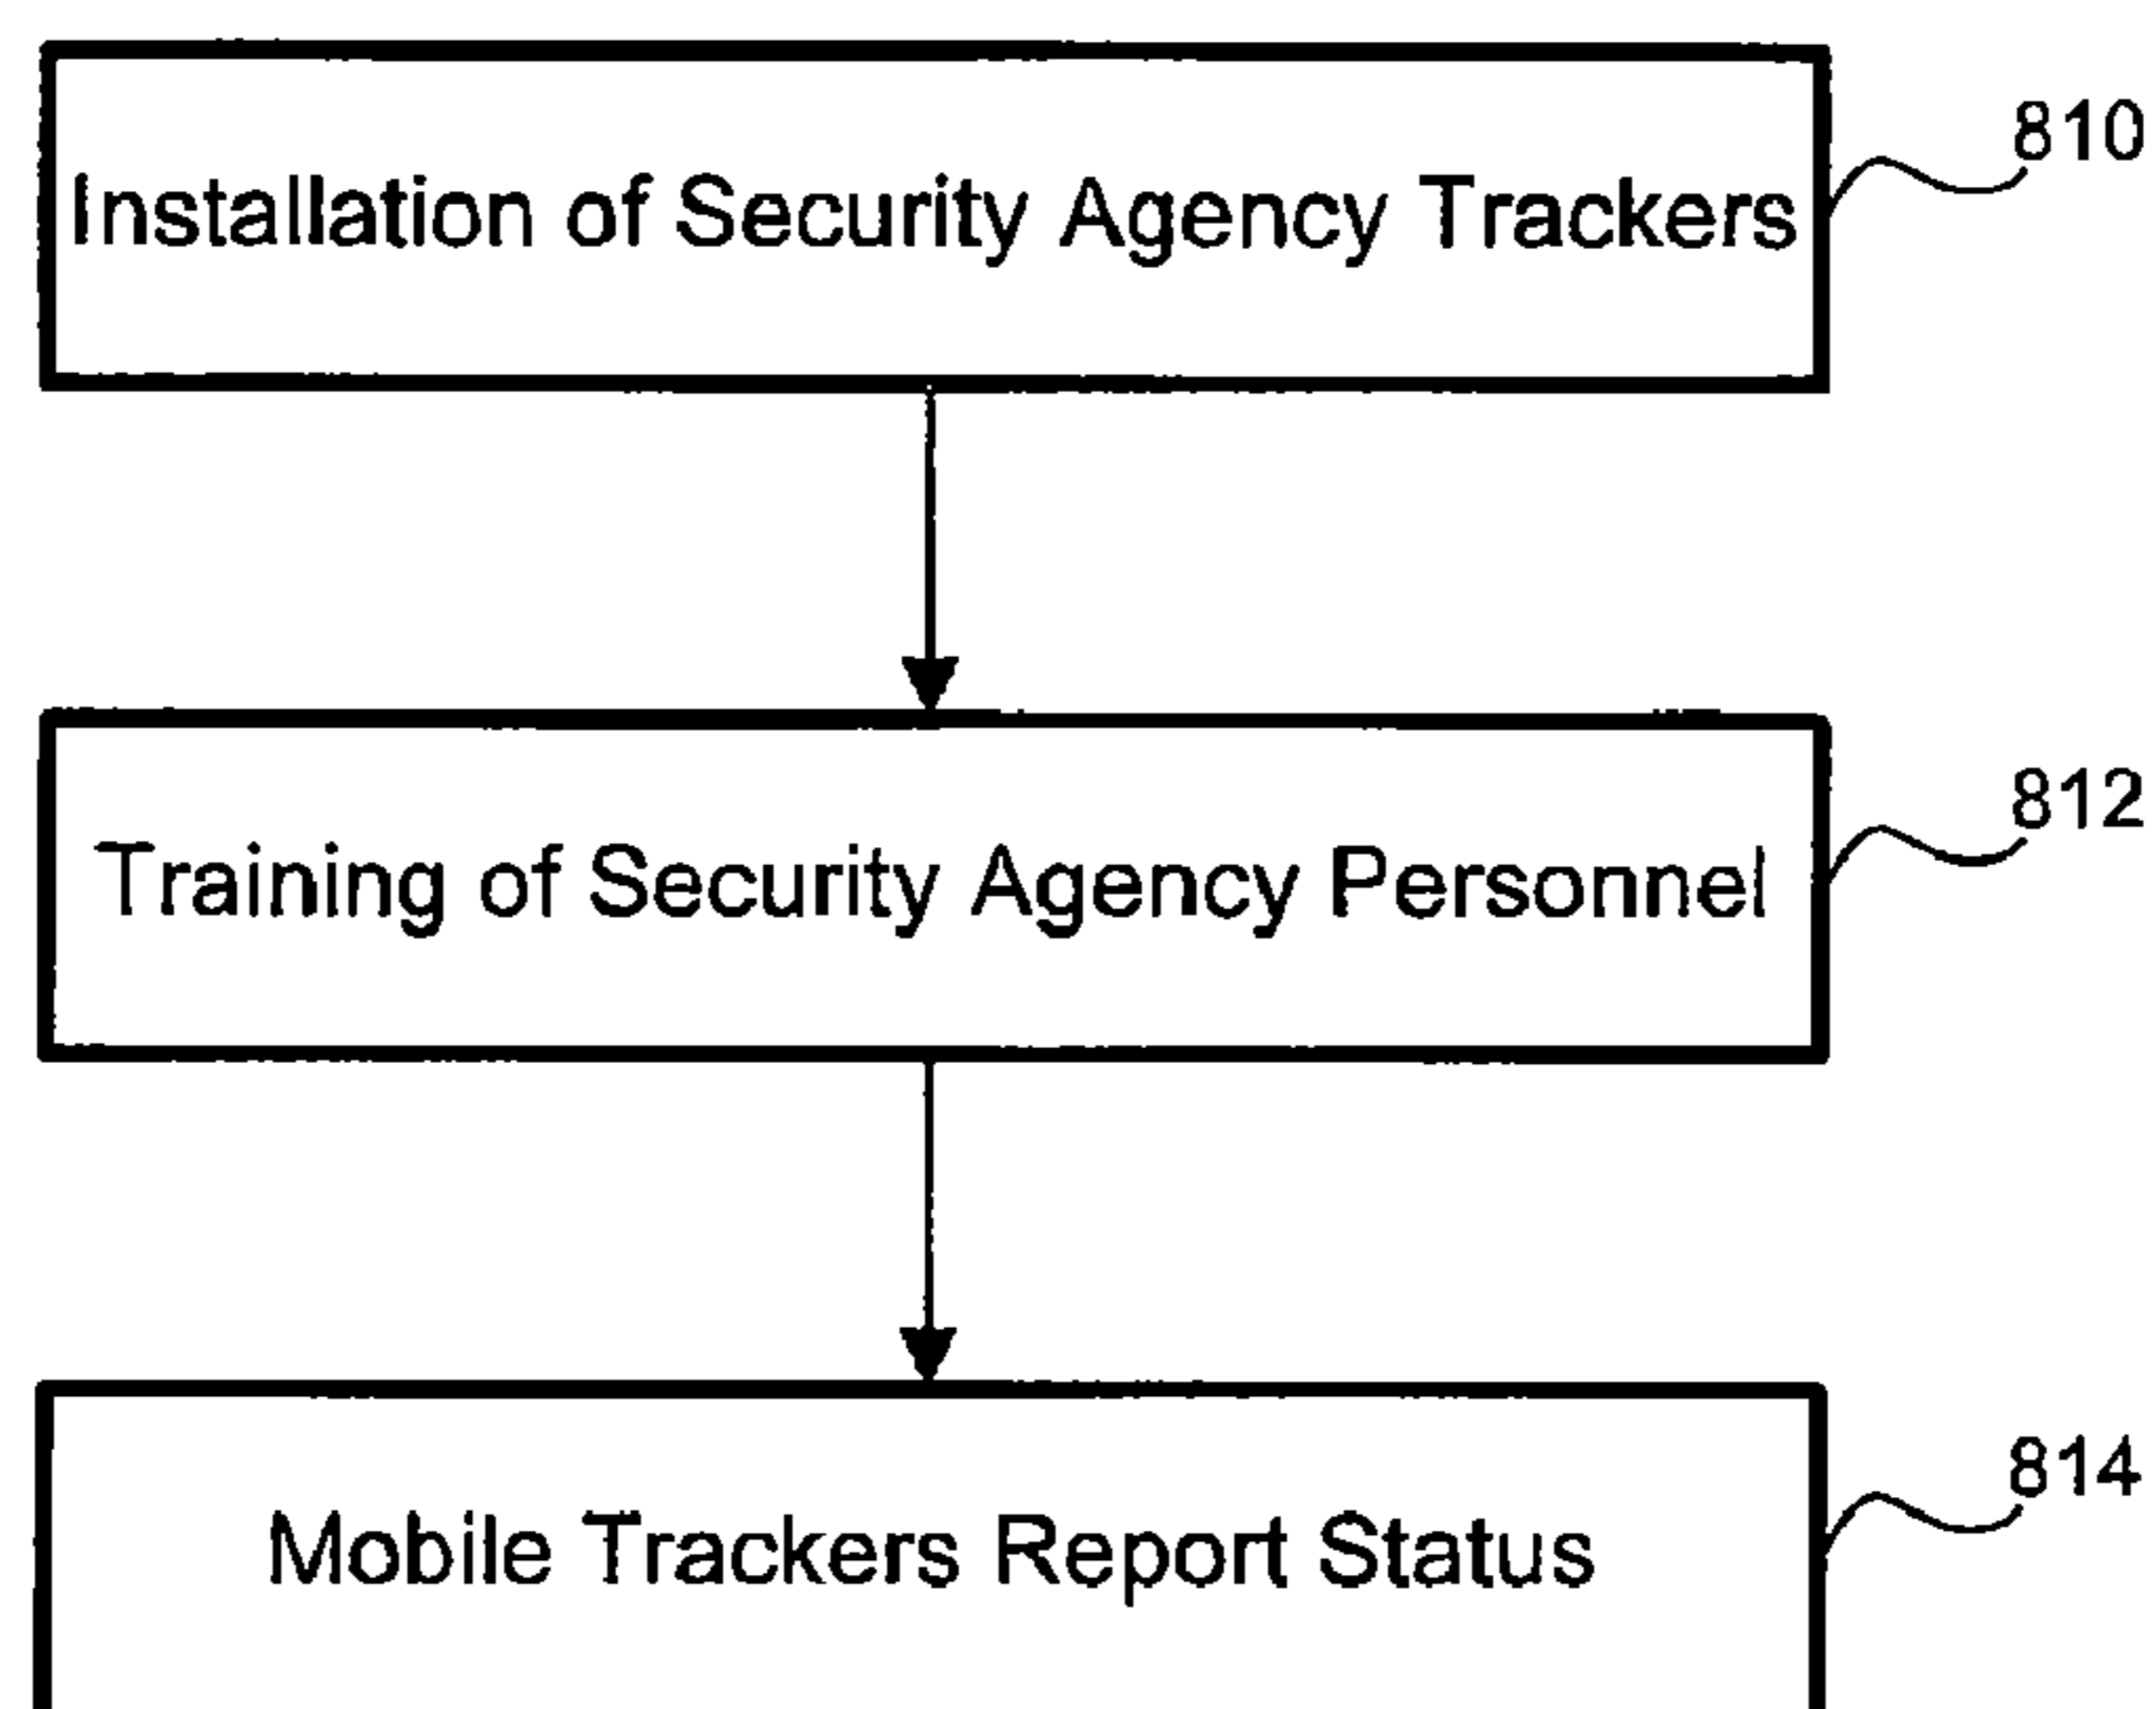 810
Installation of Security Agency Trackers
812
Training of Security Agency Personnel
814
Mobile Trackers Report Status